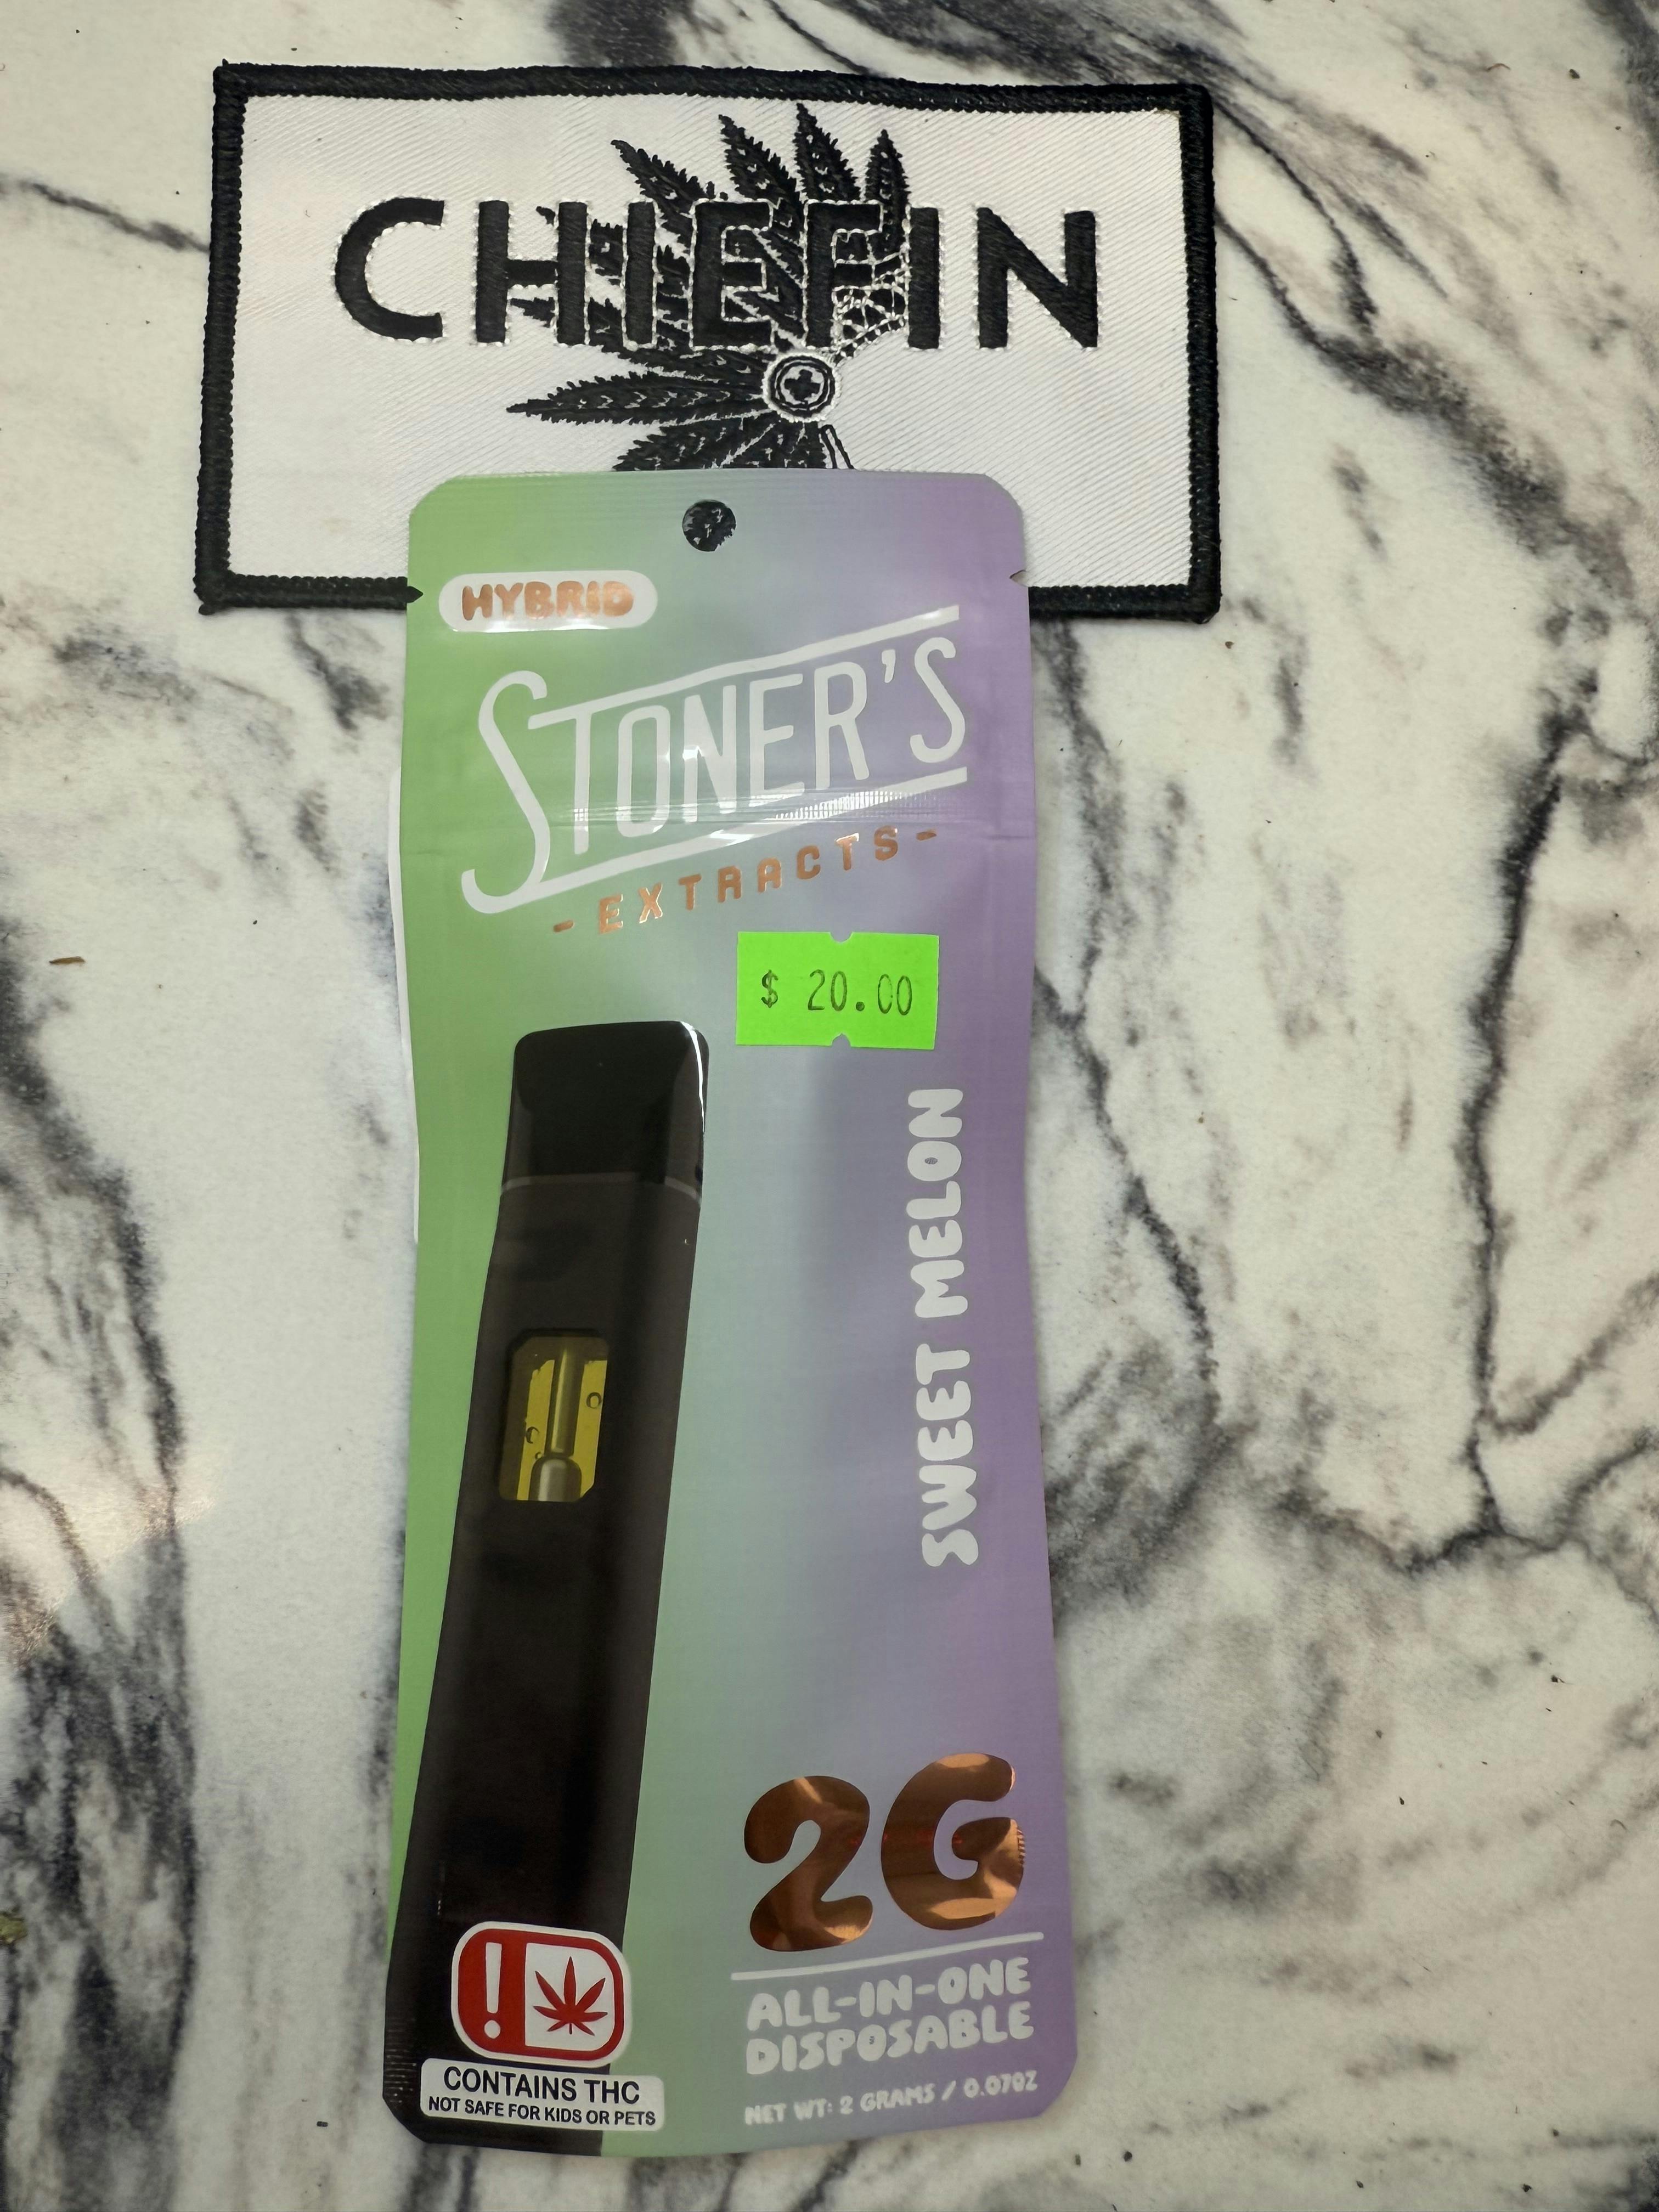 CHIEFIN
HYBRID
STONER'S
-EXTRACTS-
$ 20.00
SWEET MELON
2G
ALL-IN-ONE
DISPOSABLE
NET WT: 2 GRAMS / 0.07OZ
!
CONTAINS THC
NOT SAFE FOR KIDS OR PETS